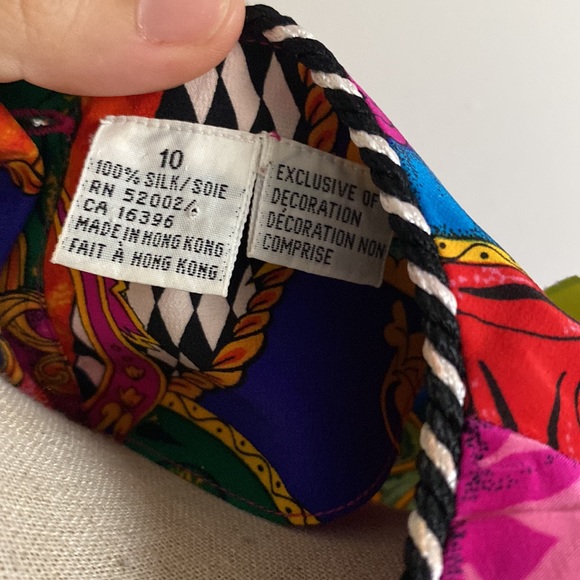 10
100% SILK/SOIE
RN 52002
CA 16396
MADE IN HONG KONG
FAIT À HONG KONG
EXCLUSIVE OF
DECORATION
DÉCORATION NON
COMPRISE